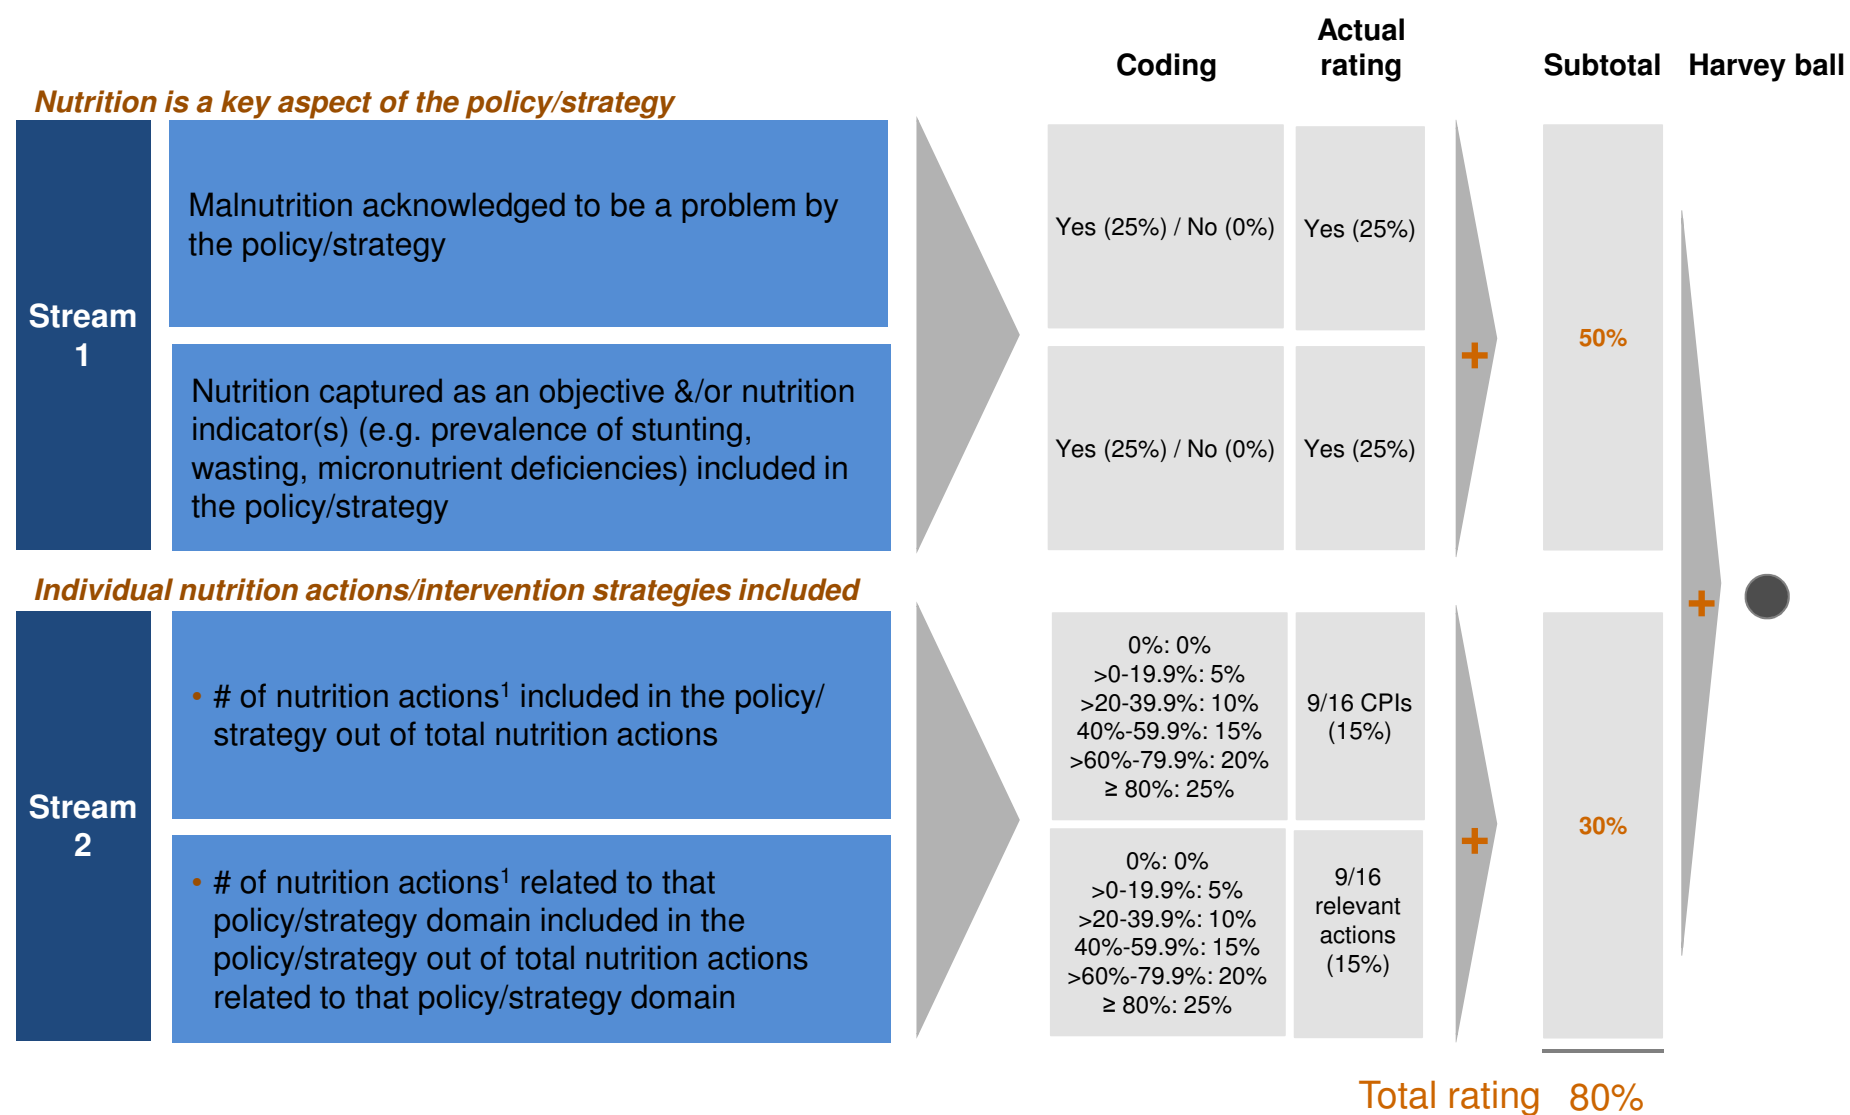 Coding
Actual
rating
Subtotal
Harvey ball
Nutrition is a key aspect of the policy/strategy
Stream
1
Malnutrition acknowledged to be a problem by
the policy/strategy
Yes (25%) / No (0%)
Yes (25%)
Nutrition captured as an objective &/or nutrition
indicator(s) (e.g. prevalence of stunting,
wasting, micronutrient deficiencies) included in
the policy/strategy
Yes (25%) / No (0%)
Yes (25%)
+
50%
Individual nutrition actions/intervention strategies included
Stream
2
• # of nutrition actions¹ included in the policy/
strategy out of total nutrition actions
0%: 0%
>0-19.9%: 5%
>20-39.9%: 10%
40%-59.9%: 15%
>60%-79.9%: 20%
≥ 80%: 25%
9/16 CPIs
(15%)
• # of nutrition actions¹ related to that
policy/strategy domain included in the
policy/strategy out of total nutrition actions
related to that policy/strategy domain
0%: 0%
>0-19.9%: 5%
>20-39.9%: 10%
40%-59.9%: 15%
>60%-79.9%: 20%
≥ 80%: 25%
9/16
relevant
actions
(15%)
+
30%
+
Total rating 80%